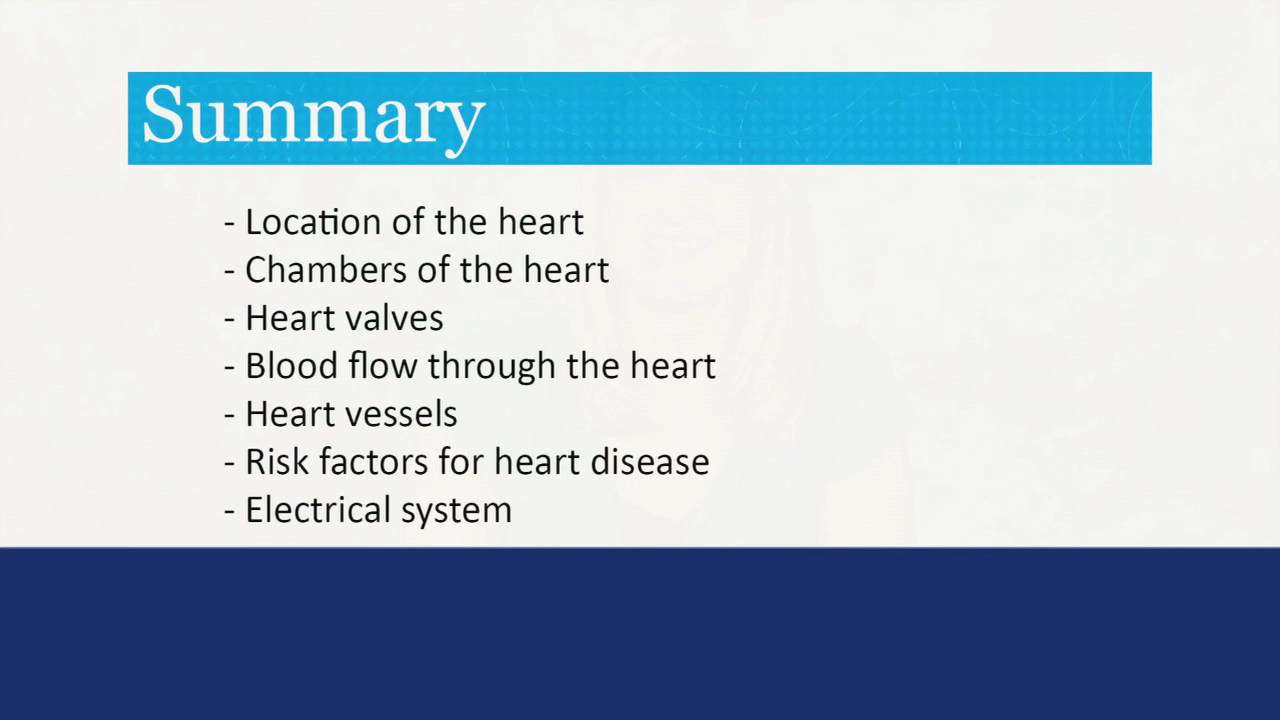 Summary
- Location of the heart
- Chambers of the heart
- Heart valves
- Blood flow through the heart
- Heart vessels
- Risk factors for heart disease
- Electrical system